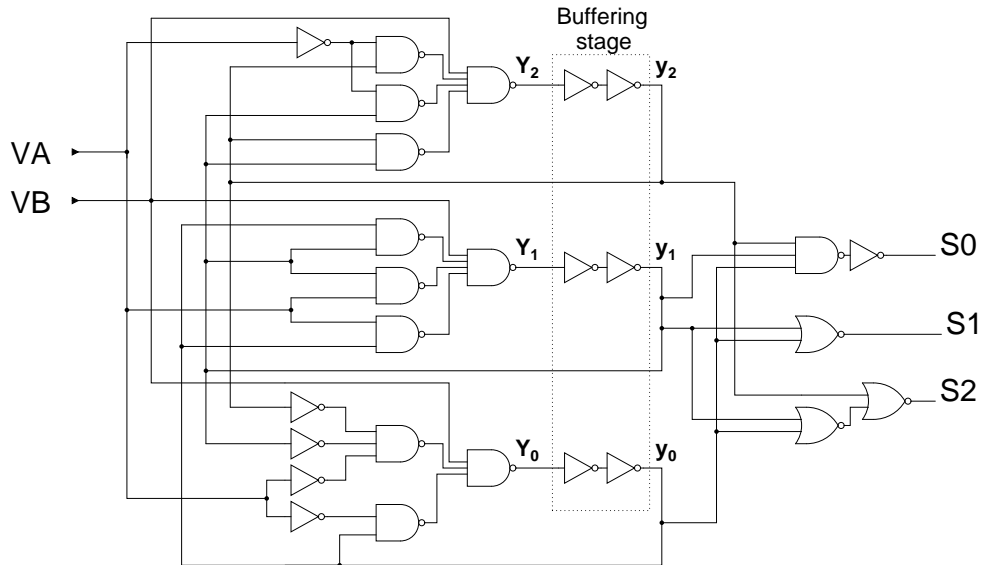 Buffering
stage
Y2
y2
VA
VB
Y1
y1
S0
S1
S2
Y0
y0